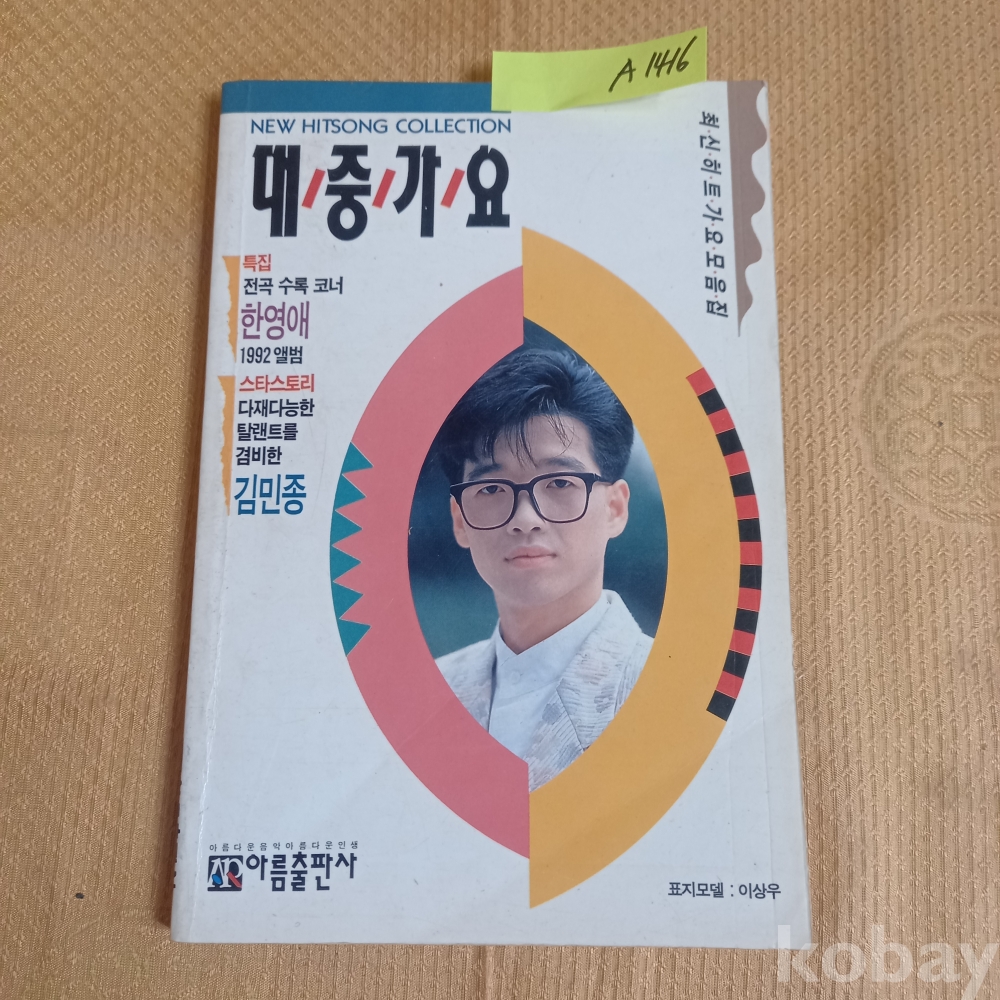 A1416
NEW HITSONG COLLECTION
대/중/가/요
최·신·히·트·가·요·모·음·집
특집
전곡 수록 코너
한영애
1992 앨범
스타스토리
다재다능한
탈랜트를
겸비한
김민종
아름다운음악아름다운인생
AR 아름출판사
표지모델 : 이상우
kobay